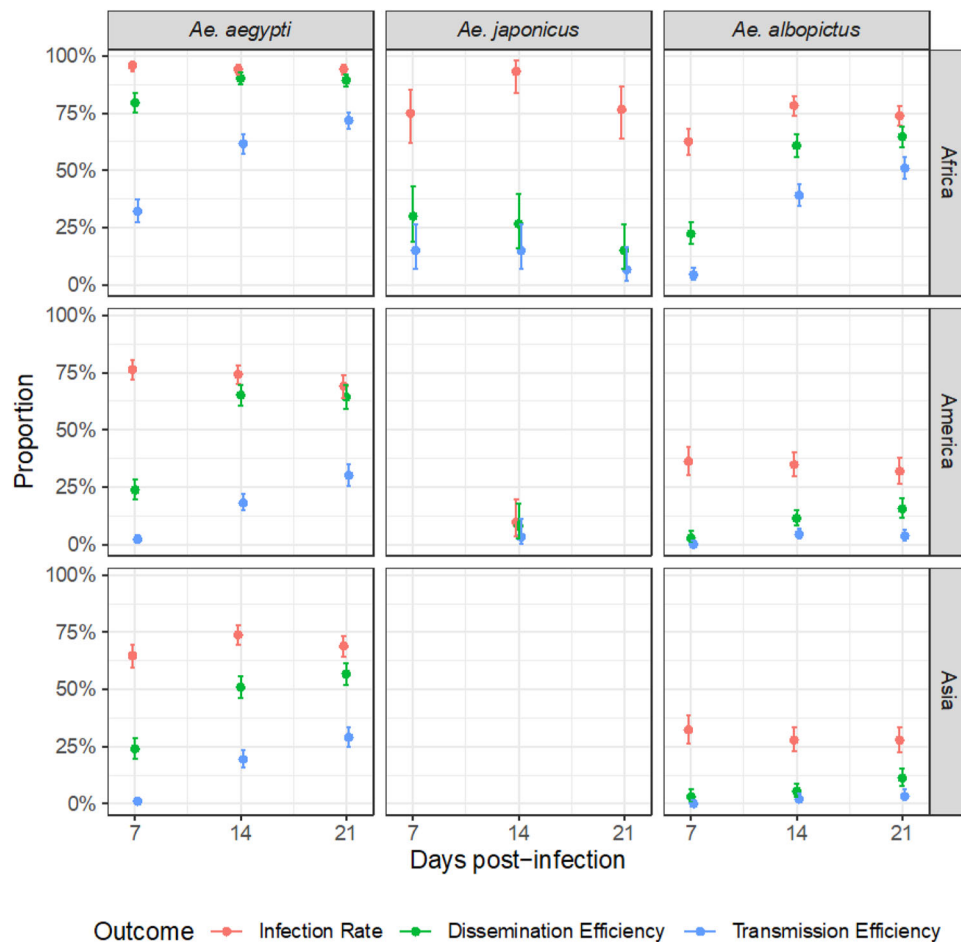 Ae. aegypti Ae. japonicus Ae. albopictus
100%
75%
50%
25%
0%
Africa
100%
75%
50%
25%
0%
America
100%
75%
50%
25%
0%
Asia
Proportion
7 14 21 7 14 21 7 14 21
Days post−infection
Outcome Infection Rate Dissemination Efficiency Transmission Efficiency